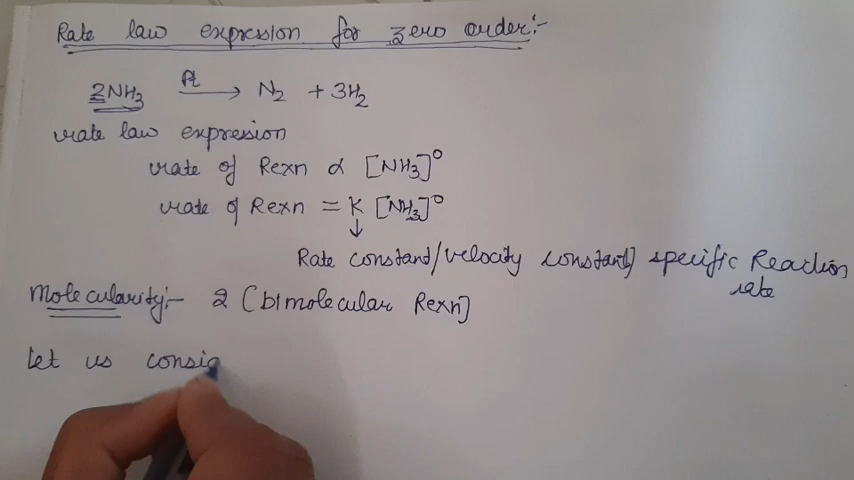 Rate law expression for zero order:-
2NH3 Pt → N2 + 3H2
rate law expression
rate of Rexn ∝ [NH3]⁰
rate of Rexn = K [NH3]⁰
↓
Rate constant/velocity constant/ specific Reaction
rate
Molecularity:- 2 (bimolecular Rexn)
Let us consid